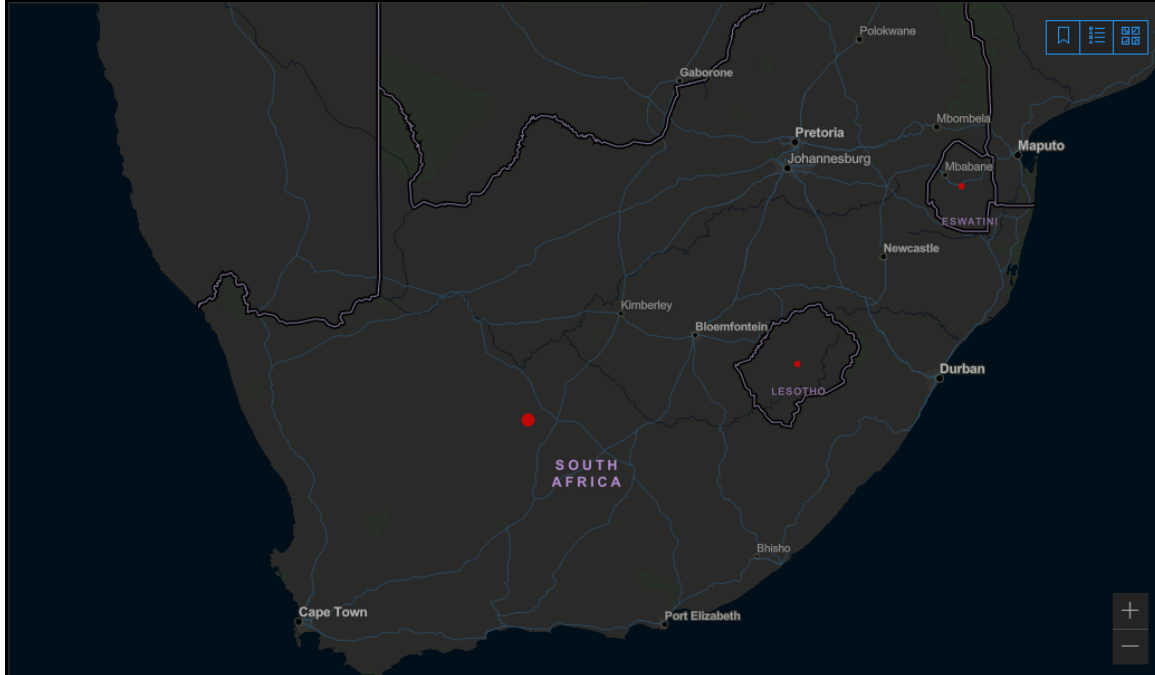 Polokwane
Gaborone
Mbombela
Pretoria
Maputo
Johannesburg
Mbabane
ESWATINI
Newcastle
Kimberley
Bloemfontein
Durban
LESOTHO
SOUTH
AFRICA
Bhisho
Cape Town
Port Elizabeth